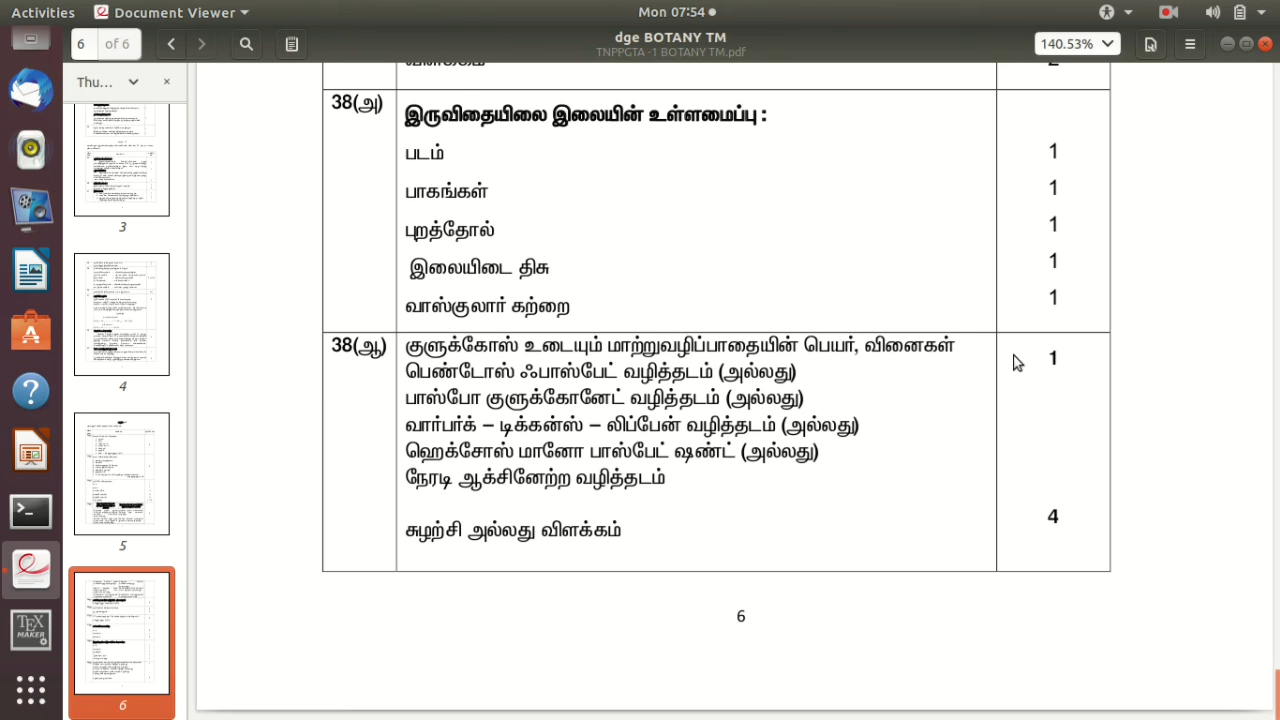 Activities Document Viewer Mon 07:54
6 of 6
dge BOTANY TM
TNPPGTA -1 BOTANY TM.pdf
140.53%
Thu...
3
4
5
6
38(அ)
இருவிதையிலை இலையின் உள்ளமைப்பு :
படம் 1
பாகங்கள் 1
புறத்தோல் 1
இலையிடை திசு 1
வாஸ்குலார் கற்றை 1
38(ஆ) குளுக்கோஸ் உடையும் மாற்றுவழிப்பாதையின் பெயர், வினைகள் 1
பெண்டோஸ் ஃபாஸ்பேட் வழித்தடம் (அல்லது)
பாஸ்போ குளுக்கோனேட் வழித்தடம் (அல்லது)
வார்பர்க் – டிக்கர்ஸ் – லிப்பேன் வழித்தடம் (அல்லது)
ஹெக்சோஸ் மானோ பாஸ்பேட் ஷண்ட் (அல்லது)
நேரடி ஆக்சினேற்ற வழித்தடம்
சுழற்சி அல்லது விளக்கம் 4
6
TEX
MAKER